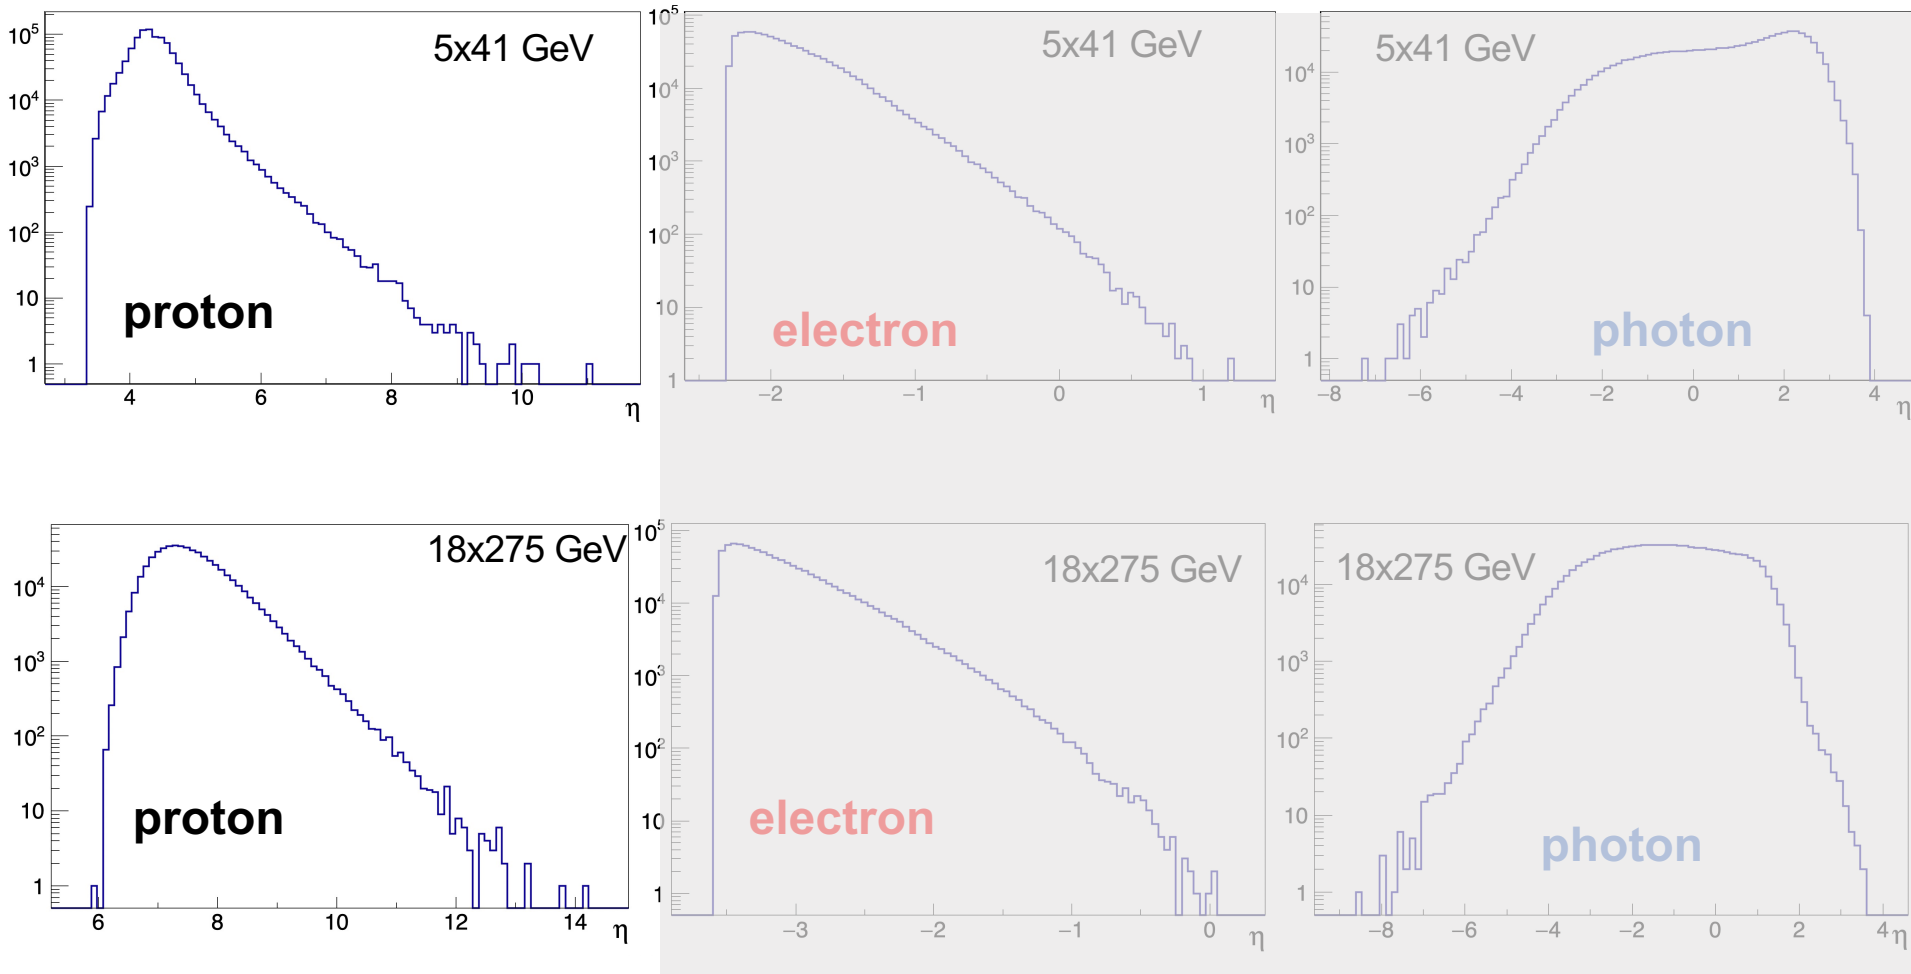 10⁵
10⁴
10³
10²
10
1
4 6 8 10
η
5x41 GeV
proton
10⁵
10⁴
10³
10²
10
1
−2 −1 0 1
η
5x41 GeV
electron
10⁴
10³
10²
10
1
−8 −6 −4 −2 0 2 4
η
5x41 GeV
photon
10⁴
10³
10²
10
1
6 8 10 12 14
η
18x275 GeV
proton
10⁵
10⁴
10³
10²
10
1
−3 −2 −1 0
η
18x275 GeV
electron
10⁴
10³
10²
10
1
−8 −6 −4 −2 0 2 4
η
18x275 GeV
photon